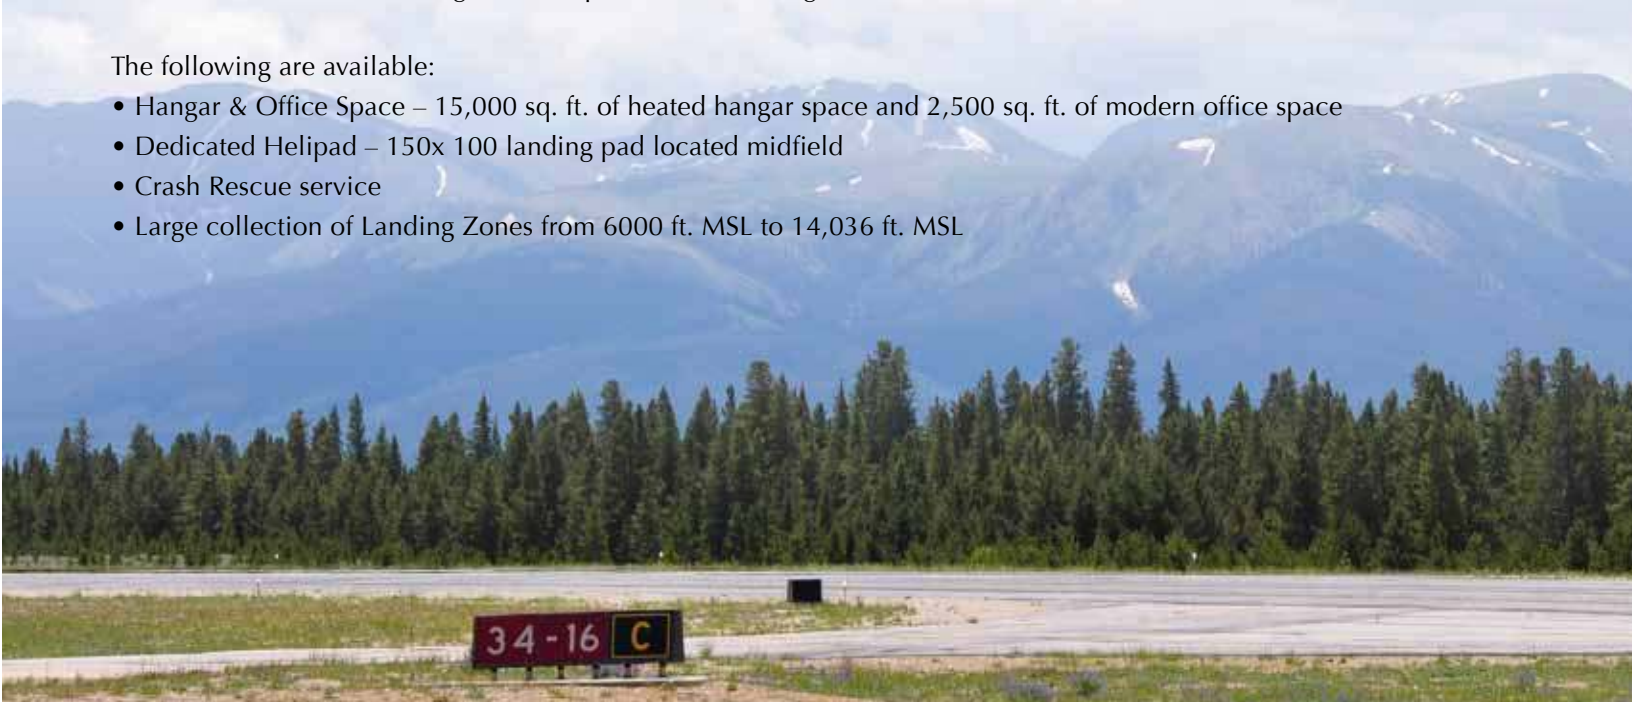 The following are available:
• Hangar & Office Space – 15,000 sq. ft. of heated hangar space and 2,500 sq. ft. of modern office space
• Dedicated Helipad – 150x 100 landing pad located midfield
• Crash Rescue service
• Large collection of Landing Zones from 6000 ft. MSL to 14,036 ft. MSL
34-16 C